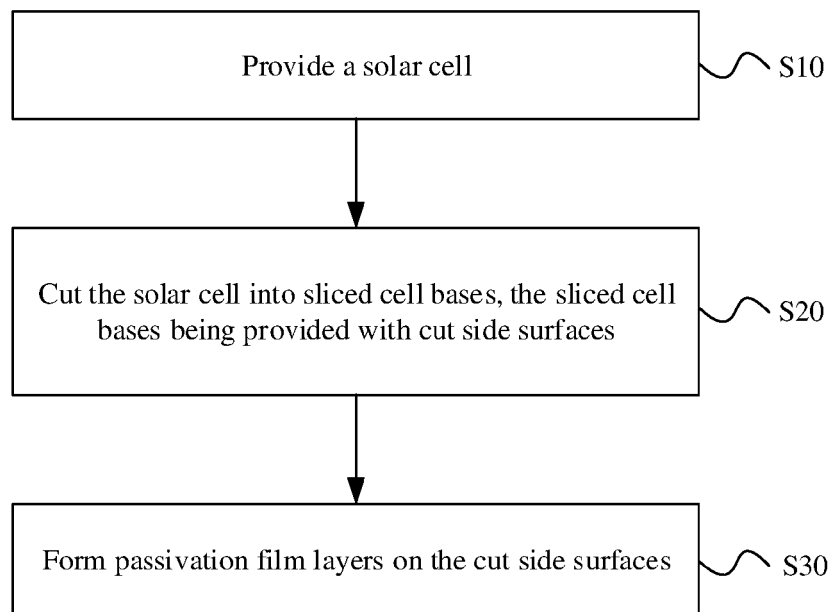 Provide a solar cell
S10
Cut the solar cell into sliced cell bases, the sliced cell
bases being provided with cut side surfaces
S20
Form passivation film layers on the cut side surfaces
S30